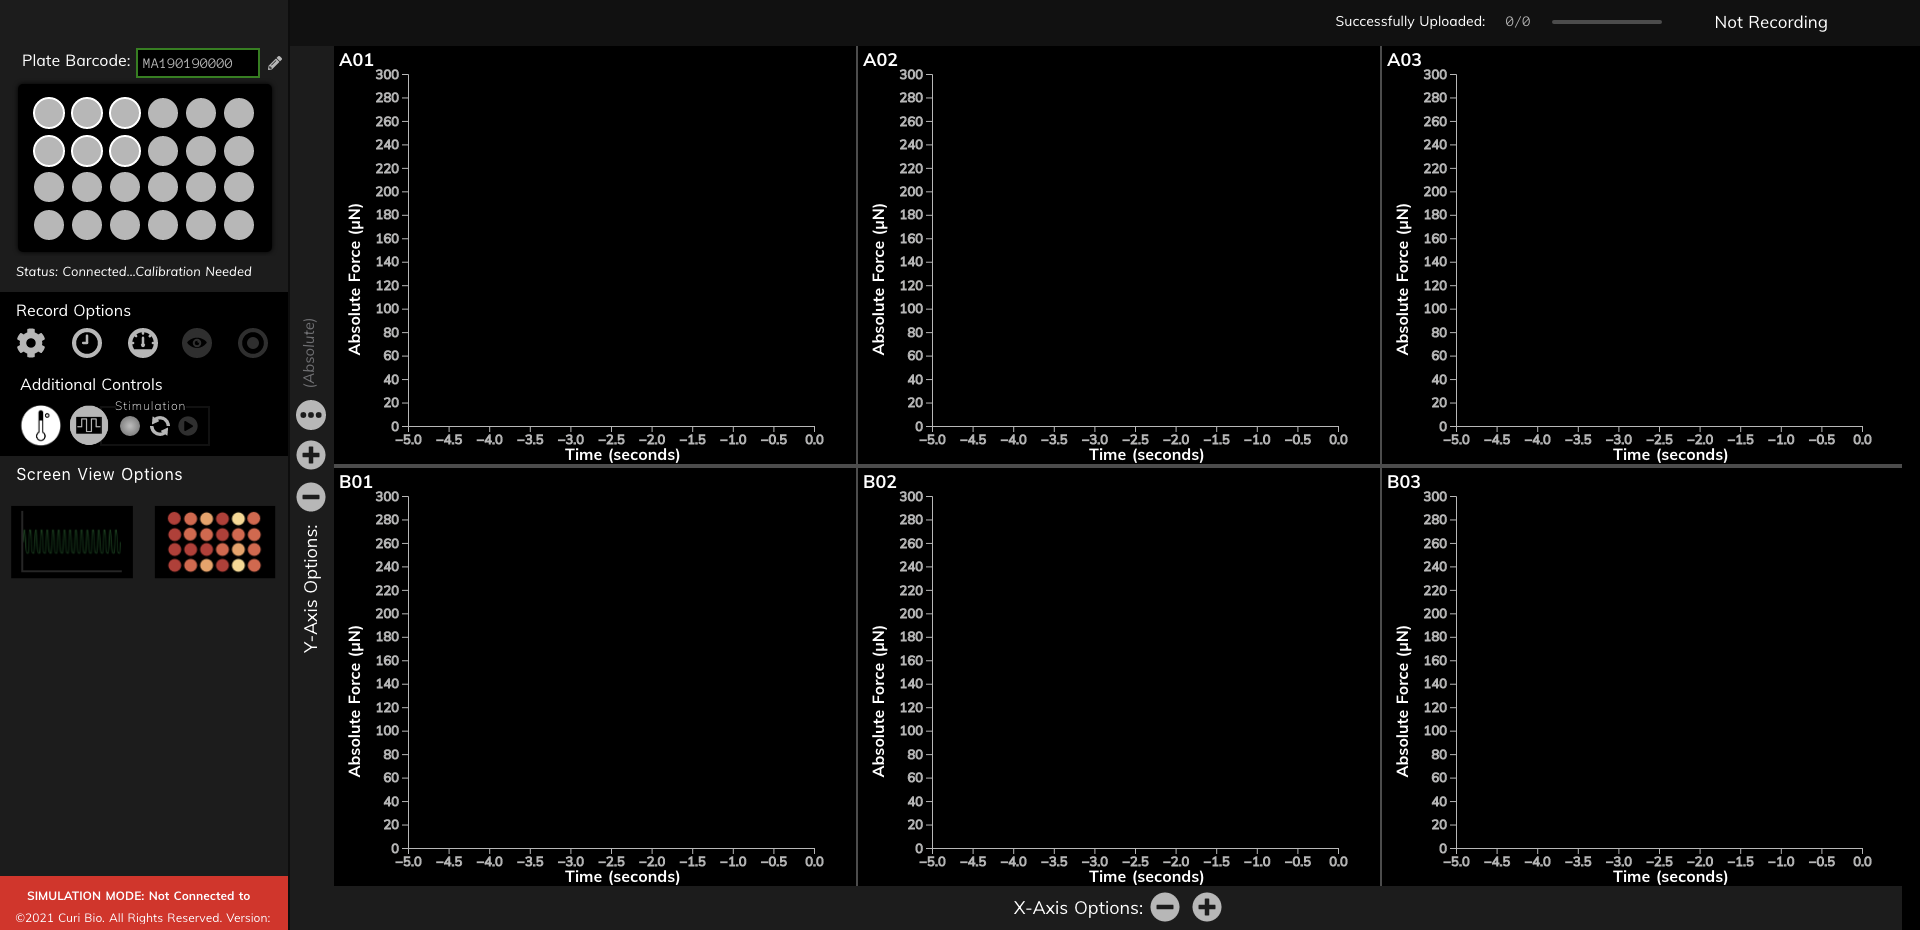 Successfully Uploaded: 0/0 Not Recording
Plate Barcode: MA190190000
Status: Connected...Calibration Needed
Record Options
Additional Controls
Stimulation
Screen View Options
SIMULATION MODE: Not Connected to
©2021 Curi Bio. All Rights Reserved. Version:
(Absolute)
Y-Axis Options:
A01
Absolute Force (μN)
300
280
260
240
220
200
180
160
140
120
100
80
60
40
20
0
−5.0 −4.5 −4.0 −3.5 −3.0 −2.5 −2.0 −1.5 −1.0 −0.5 0.0
Time (seconds)
A02
Absolute Force (μN)
300
280
260
240
220
200
180
160
140
120
100
80
60
40
20
0
−5.0 −4.5 −4.0 −3.5 −3.0 −2.5 −2.0 −1.5 −1.0 −0.5 0.0
Time (seconds)
A03
Absolute Force (μN)
300
280
260
240
220
200
180
160
140
120
100
80
60
40
20
0
−5.0 −4.5 −4.0 −3.5 −3.0 −2.5 −2.0 −1.5 −1.0 −0.5 0.0
Time (seconds)
B01
Absolute Force (μN)
300
280
260
240
220
200
180
160
140
120
100
80
60
40
20
0
−5.0 −4.5 −4.0 −3.5 −3.0 −2.5 −2.0 −1.5 −1.0 −0.5 0.0
Time (seconds)
B02
Absolute Force (μN)
300
280
260
240
220
200
180
160
140
120
100
80
60
40
20
0
−5.0 −4.5 −4.0 −3.5 −3.0 −2.5 −2.0 −1.5 −1.0 −0.5 0.0
Time (seconds)
B03
Absolute Force (μN)
300
280
260
240
220
200
180
160
140
120
100
80
60
40
20
0
−5.0 −4.5 −4.0 −3.5 −3.0 −2.5 −2.0 −1.5 −1.0 −0.5 0.0
Time (seconds)
X-Axis Options: